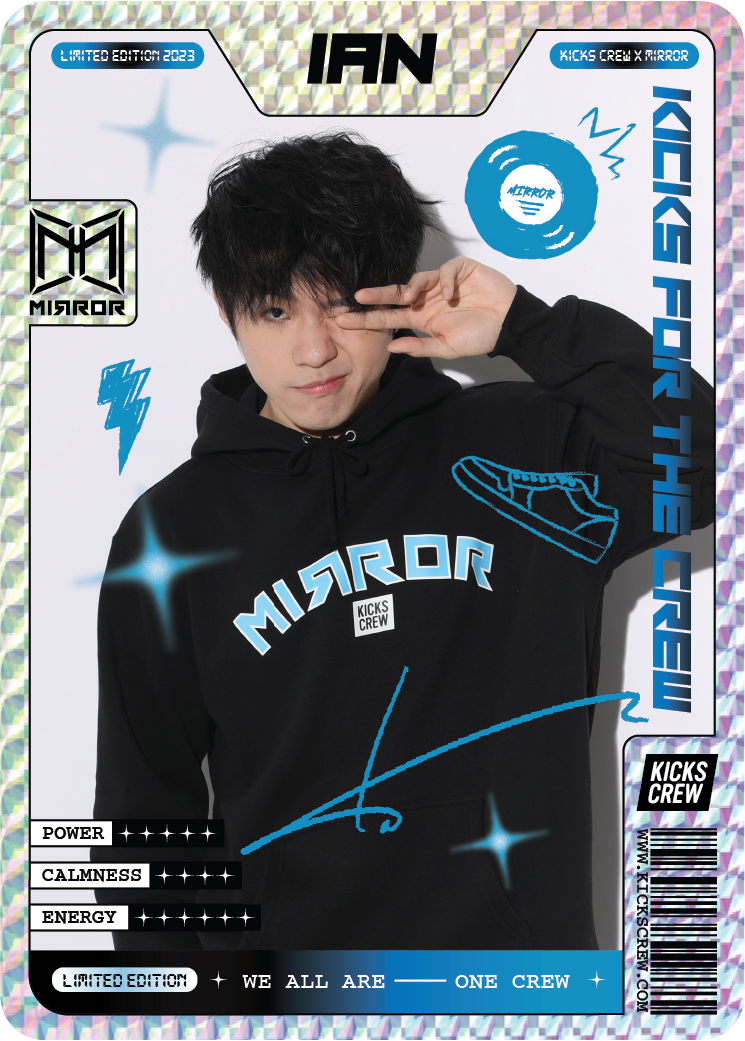 LIMITED EDITION 2023
IAN
KICKS CREW X MIRROR
MIRROR
KICKS FOR THE CREW
MIRROR
MIRROR
KICKS
CREW
POWER
CALMNESS
ENERGY
KICKS
CREW
WWW.KICKSCREW.COM
LIMITED EDITION
WE ALL ARE — ONE CREW